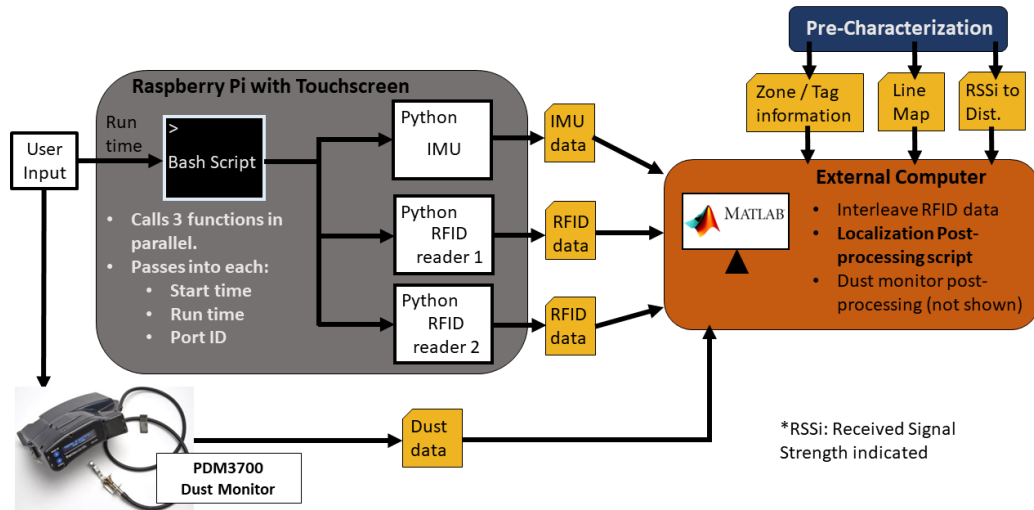 Pre-Characterization
Zone / Tag
information
Line
Map
RSSi to
Dist.
Raspberry Pi with Touchscreen
User
Input
Run
time
>
Bash Script
• Calls 3 functions in
parallel.
• Passes into each:
• Start time
• Run time
• Port ID
Python
IMU
Python
RFID
reader 1
Python
RFID
reader 2
IMU
data
RFID
data
RFID
data
External Computer
MATLAB
• Interleave RFID data
• Localization Post-
processing script
• Dust monitor post-
processing (not shown)
PDM3700
Dust Monitor
Dust
data
*RSSi: Received Signal
Strength indicated